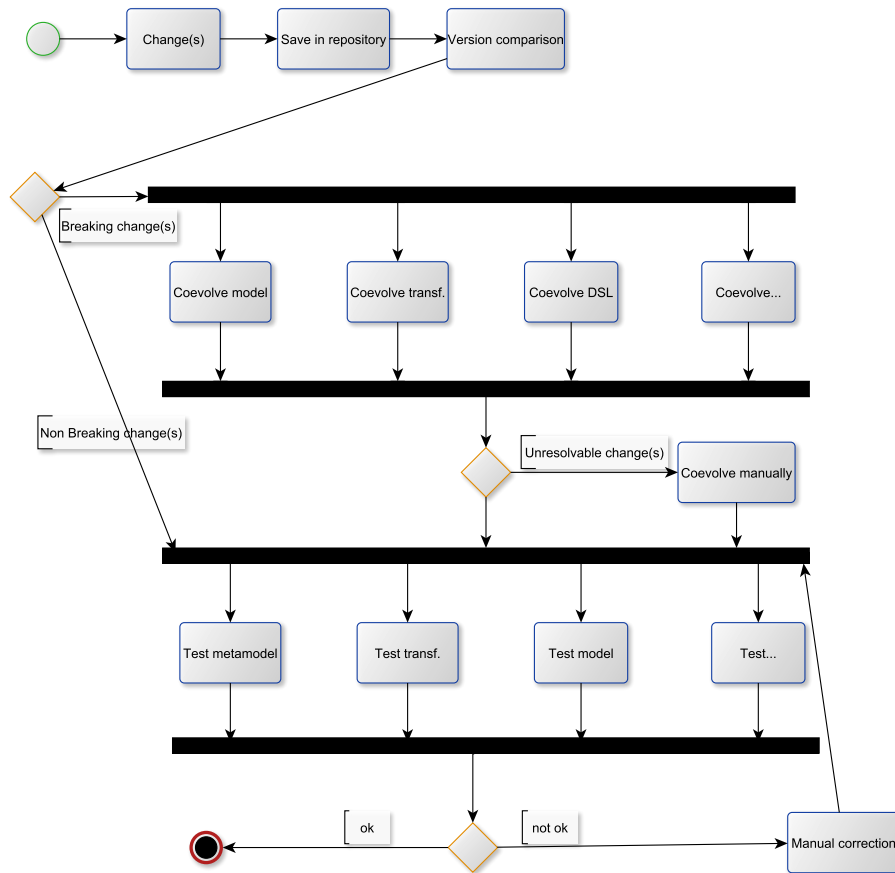 Change(s)
Save in repository
Version comparison
Breaking change(s)
Coevolve model
Coevolve transf.
Coevolve DSL
Coevolve...
Non Breaking change(s)
Unresolvable change(s)
Coevolve manually
Test metamodel
Test transf.
Test model
Test...
ok
not ok
Manual correction